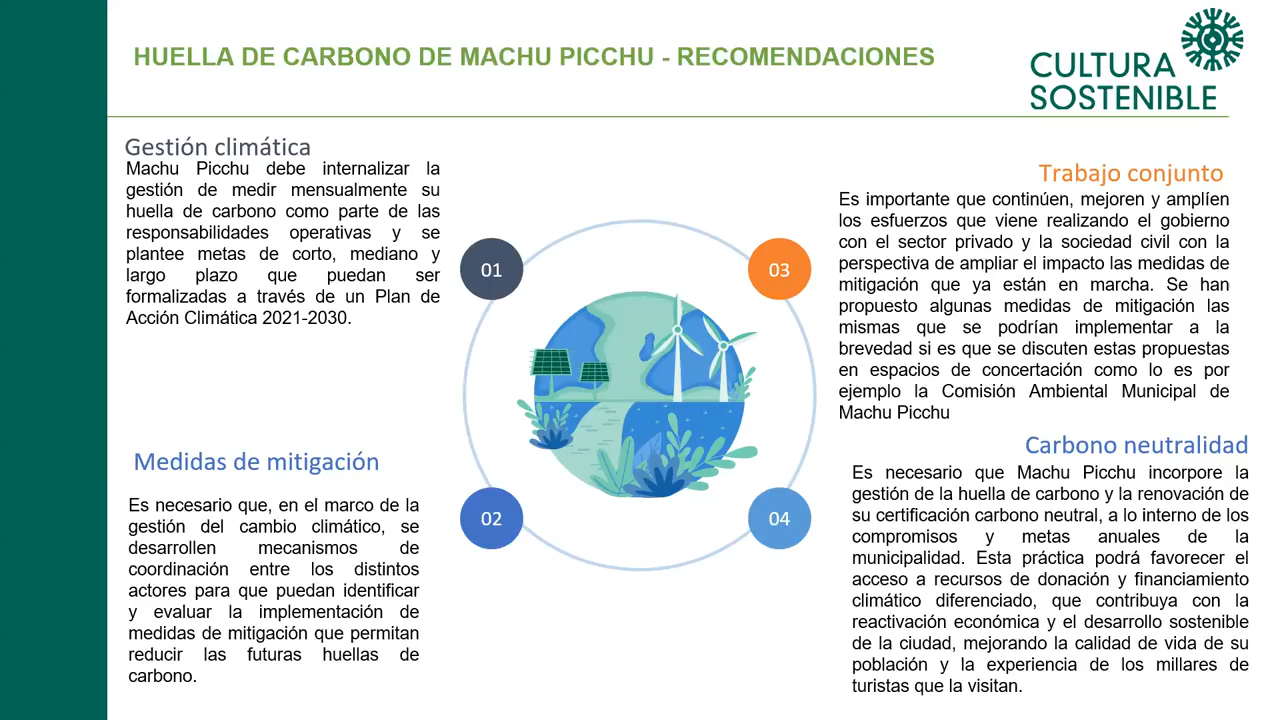 HUELLA DE CARBONO DE MACHU PICCHU - RECOMENDACIONES
CULTURA
SOSTENIBLE
Gestión climática
Machu Picchu debe internalizar la
gestión de medir mensualmente su
huella de carbono como parte de las
responsabilidades operativas y se
plantee metas de corto, mediano y
largo plazo que puedan ser
formalizadas a través de un Plan de
Acción Climática 2021-2030.
01
Medidas de mitigación
Es necesario que, en el marco de la
gestión del cambio climático, se
desarrollen mecanismos de
coordinación entre los distintos
actores para que puedan identificar
y evaluar la implementación de
medidas de mitigación que permitan
reducir las futuras huellas de
carbono.
02
Trabajo conjunto
Es importante que continúen, mejoren y amplíen
los esfuerzos que viene realizando el gobierno
con el sector privado y la sociedad civil con la
perspectiva de ampliar el impacto las medidas de
mitigación que ya están en marcha. Se han
propuesto algunas medidas de mitigación las
mismas que se podrían implementar a la
brevedad si es que se discuten estas propuestas
en espacios de concertación como lo es por
ejemplo la Comisión Ambiental Municipal de
Machu Picchu
03
Carbono neutralidad
Es necesario que Machu Picchu incorpore la
gestión de la huella de carbono y la renovación de
su certificación carbono neutral, a lo interno de los
compromisos y metas anuales de la
municipalidad. Esta práctica podrá favorecer el
acceso a recursos de donación y financiamiento
climático diferenciado, que contribuya con la
reactivación económica y el desarrollo sostenible
de la ciudad, mejorando la calidad de vida de su
población y la experiencia de los millares de
turistas que la visitan.
04